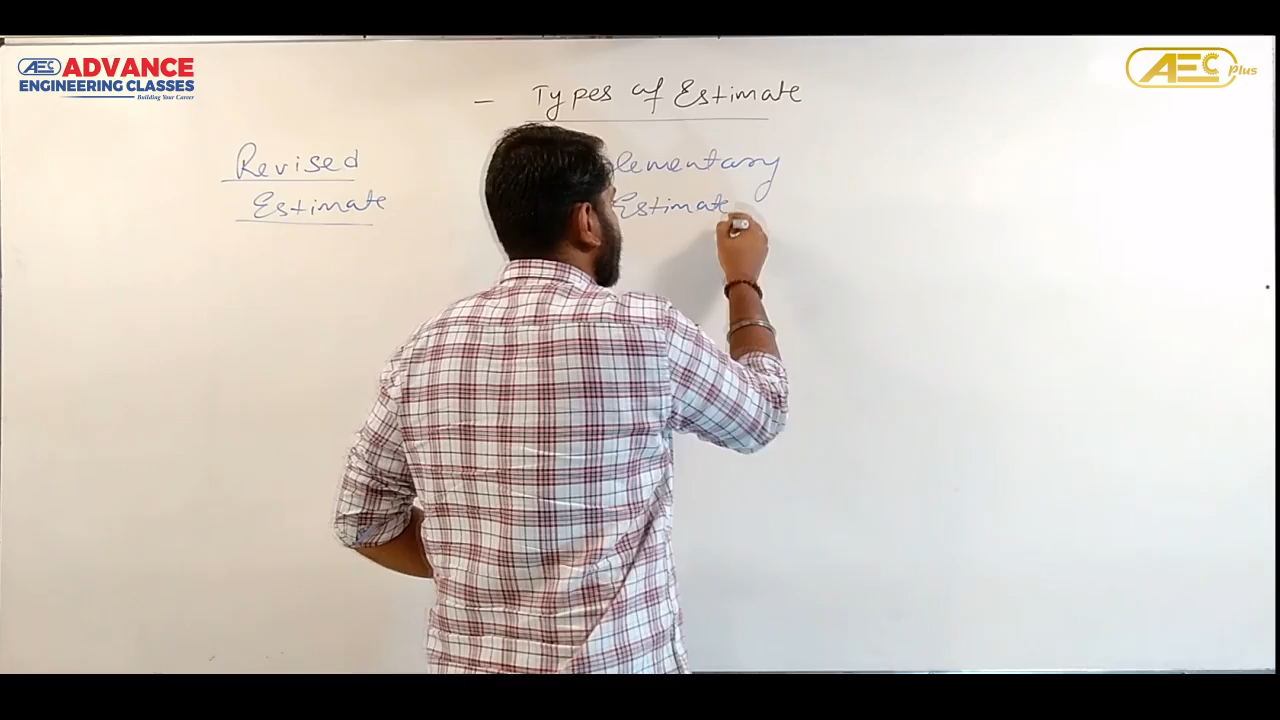 AEC ADVANCE
ENGINEERING CLASSES
Building Your Career
AEC Plus
- Types of Estimate
Revised
Estimate
lementary
Estimate